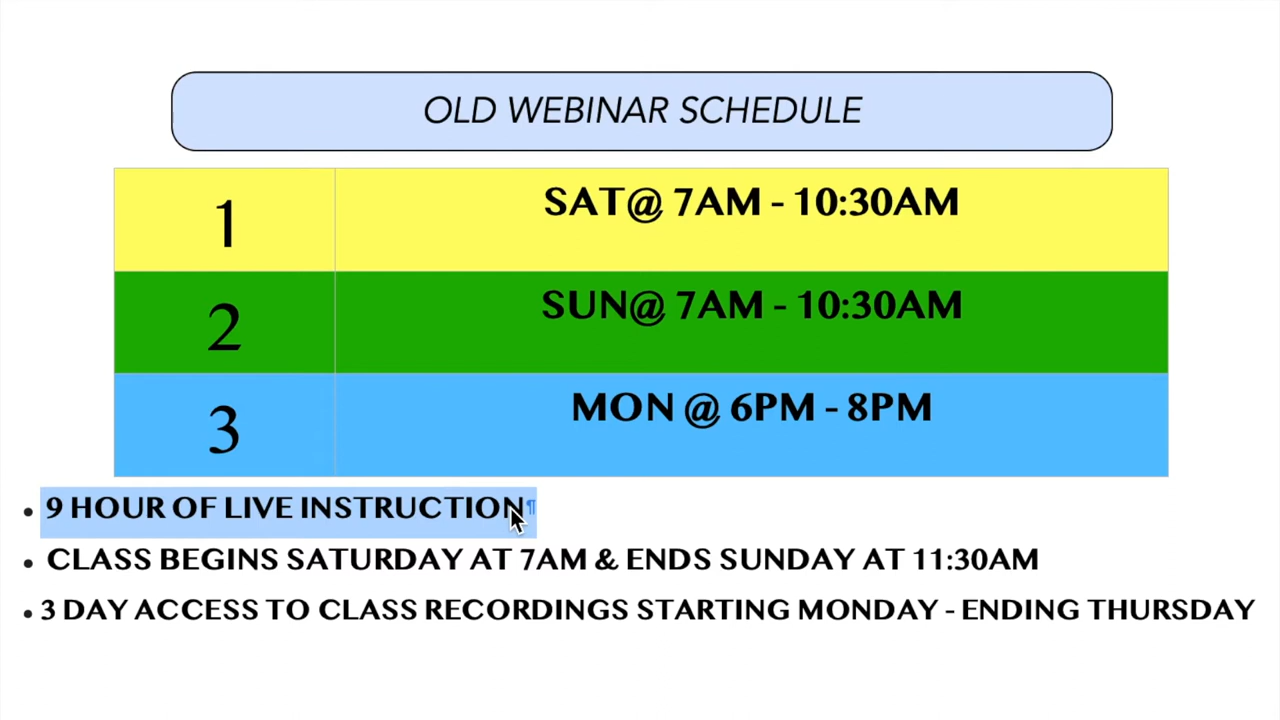 OLD WEBINAR SCHEDULE
1 SAT@ 7AM - 10:30AM
2 SUN@ 7AM - 10:30AM
3 MON @ 6PM - 8PM
• 9 HOUR OF LIVE INSTRUCTION¶
• CLASS BEGINS SATURDAY AT 7AM & ENDS SUNDAY AT 11:30AM
• 3 DAY ACCESS TO CLASS RECORDINGS STARTING MONDAY - ENDING THURSDAY